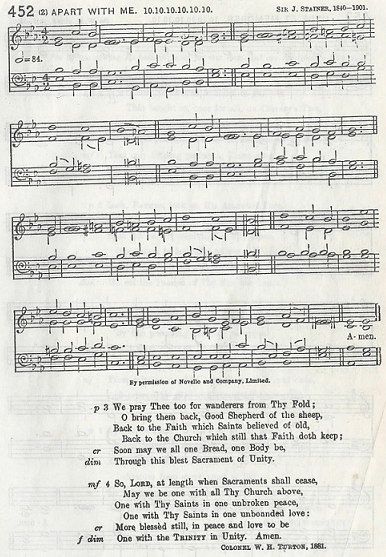 452 (2) APART WITH ME. 10.10.10.10.10.10. SIR J. STAINER, 1840–1901.
= 84.
A- men.
By permission of Novello and Company, Limited.
p 3 We pray Thee too for wanderers from Thy Fold;
O bring them back, Good Shepherd of the sheep,
Back to the Faith which Saints believed of old,
Back to the Church which still that Faith doth keep;
cr Soon may we all one Bread, one Body be,
dim Through this blest Sacrament of Unity.
mf 4 So, LORD, at length when Sacraments shall cease,
May we be one with all Thy Church above,
One with Thy Saints in one unbroken peace,
One with Thy Saints in one unbounded love:
cr More blessèd still, in peace and love to be
f dim One with the TRINITY in Unity. Amen.
COLONEL W. H. TURTON, 1881.